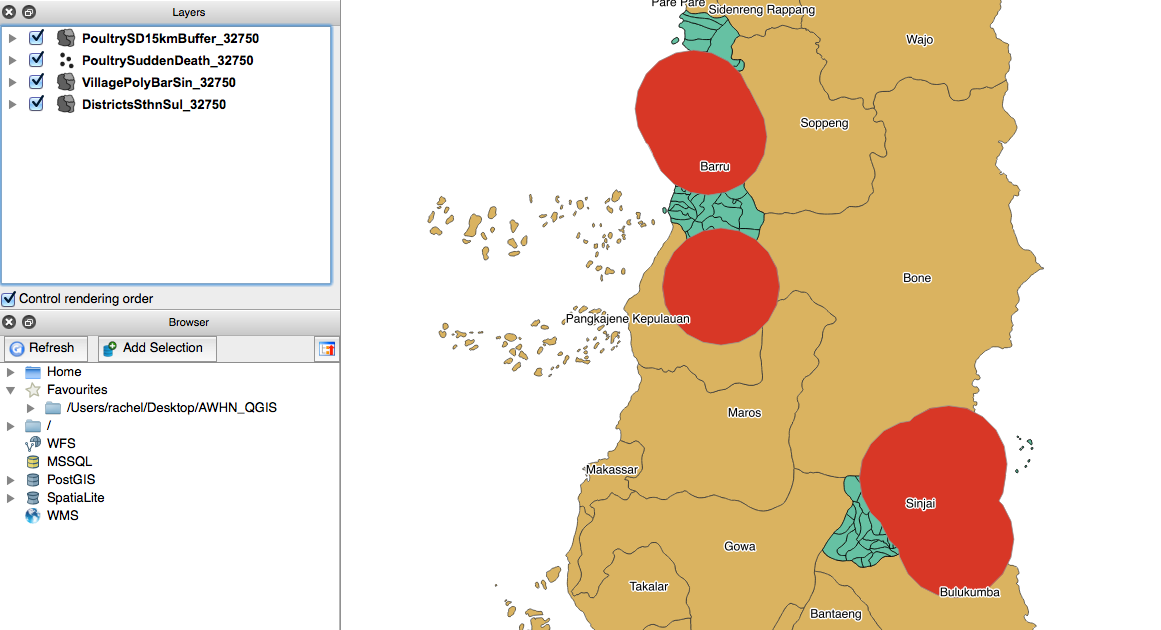 Layers
PoultrySD15kmBuffer_32750
PoultrySuddenDeath_32750
VillagePolyBarSin_32750
DistrictsSthnSul_32750
Control rendering order
Browser
Refresh
Add Selection
Home
Favourites
/Users/rachel/Desktop/AWHN_QGIS
/
WFS
MSSQL
PostGIS
SpatiaLite
WMS
Pare Pare
Sidenreng Rappang
Wajo
Soppeng
Barru
Bone
Pangkajene Kepulauan
Maros
Makassar
Sinjai
Gowa
Takalar
Bulukumba
Bantaeng